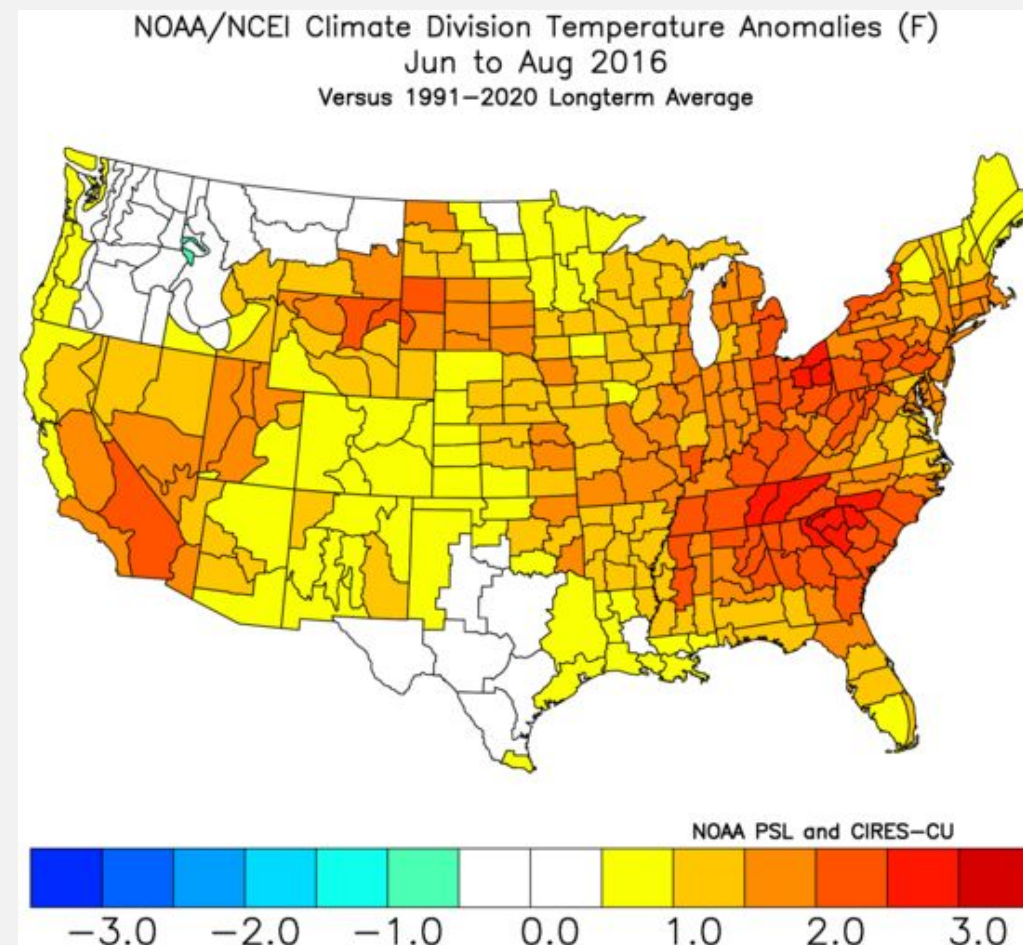 NOAA/NCEI Climate Division Temperature Anomalies (F)
Jun to Aug 2016
Versus 1991−2020 Longterm Average
NOAA PSL and CIRES−CU
−3.0 −2.0 −1.0 0.0 1.0 2.0 3.0